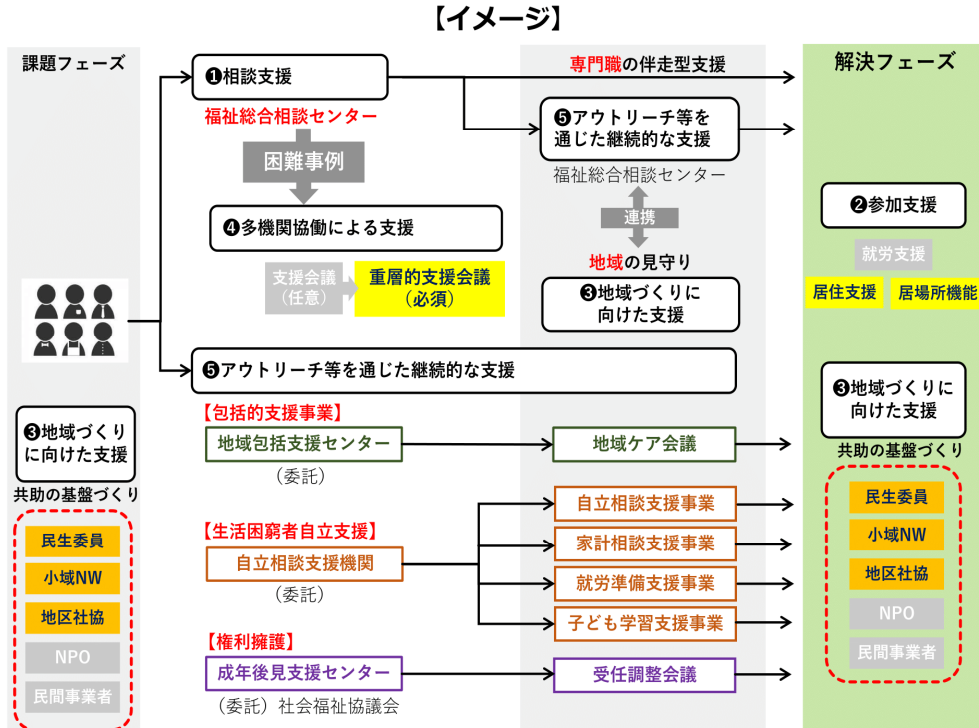 【イメージ】
課題フェーズ
❸地域づくり
に向けた支援
共助の基盤づくり
民生委員
小域NW
地区社協
NPO
民間事業者
❶相談支援
福祉総合相談センター
困難事例
❹多機関協働による支援
支援会議
（任意）
重層的支援会議
（必須）
専門職の伴走型支援
❺アウトリーチ等を
通じた継続的な支援
福祉総合相談センター
連携
地域の見守り
❸地域づくりに
向けた支援
❺アウトリーチ等を通じた継続的な支援
【包括的支援事業】
地域包括支援センター
（委託）
地域ケア会議
【生活困窮者自立支援】
自立相談支援機関
（委託）
自立相談支援事業
家計相談支援事業
就労準備支援事業
子ども学習支援事業
【権利擁護】
成年後見支援センター
（委託）社会福祉協議会
受任調整会議
解決フェーズ
❷参加支援
就労支援
居住支援
居場所機能
❸地域づくりに
向けた支援
共助の基盤づくり
民生委員
小域NW
地区社協
NPO
民間事業者